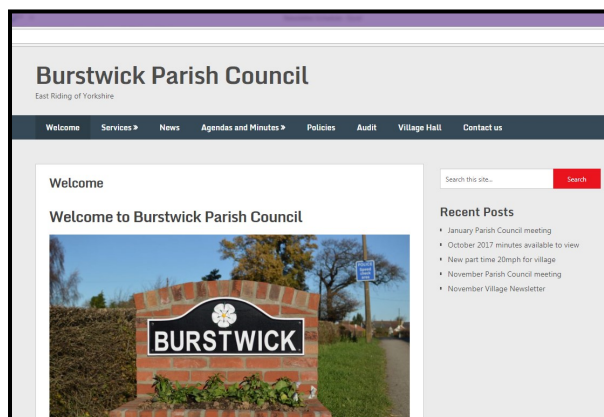 Burstwick Parish Council
East Riding of Yorkshire
Welcome Services » News Agendas and Minutes » Policies Audit Village Hall Contact us
Welcome
Welcome to Burstwick Parish Council
BURSTWICK
Search this site... Search
Recent Posts
January Parish Council meeting
October 2017 minutes available to view
New part time 20mph for village
November Parish Council meeting
November Village Newsletter